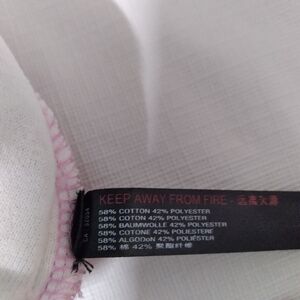 KEEP AWAY FROM FIRE - 远离火源
58% COTTON 42% POLYESTER
58% COTON 42% POLYESTER
58% BAUMWOLLE 42% POLYESTER
58% COTONE 42% POLIESTERE
58% ALGODoN 42% POLIÉSTER
58% 棉 42% 聚酯纤维